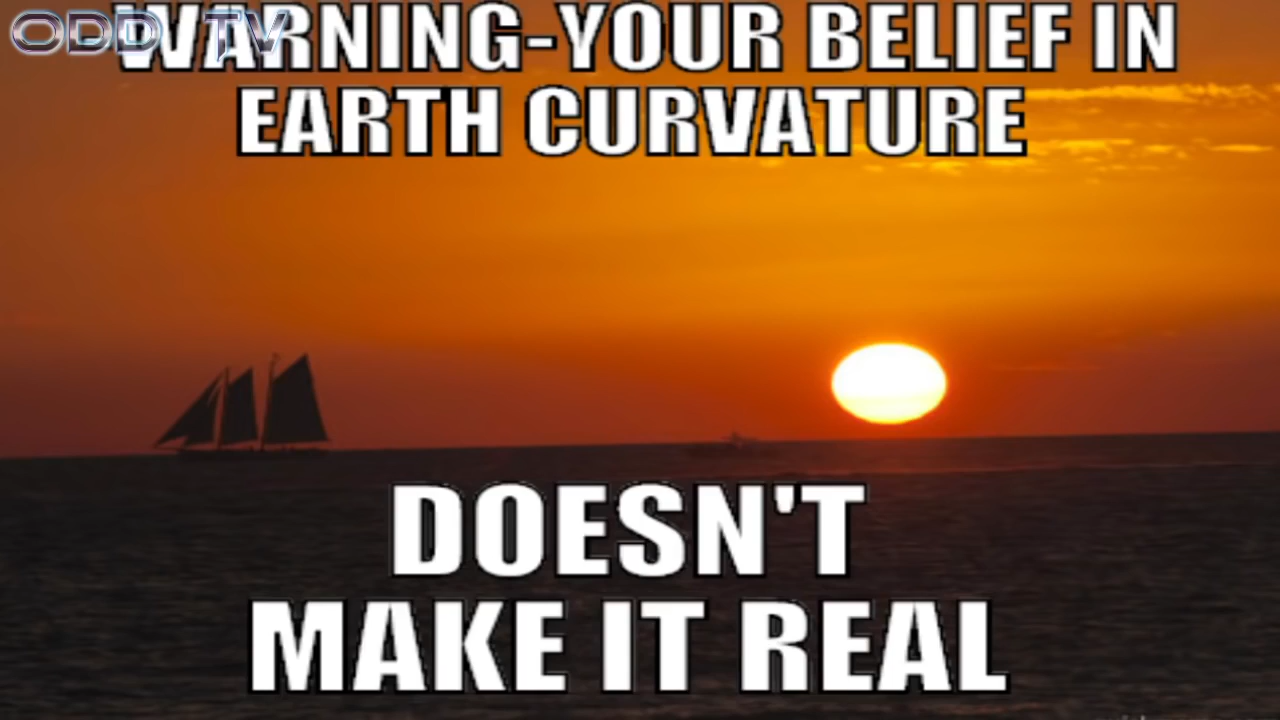 ODD TV
WARNING-YOUR BELIEF IN
EARTH CURVATURE
DOESN'T
MAKE IT REAL